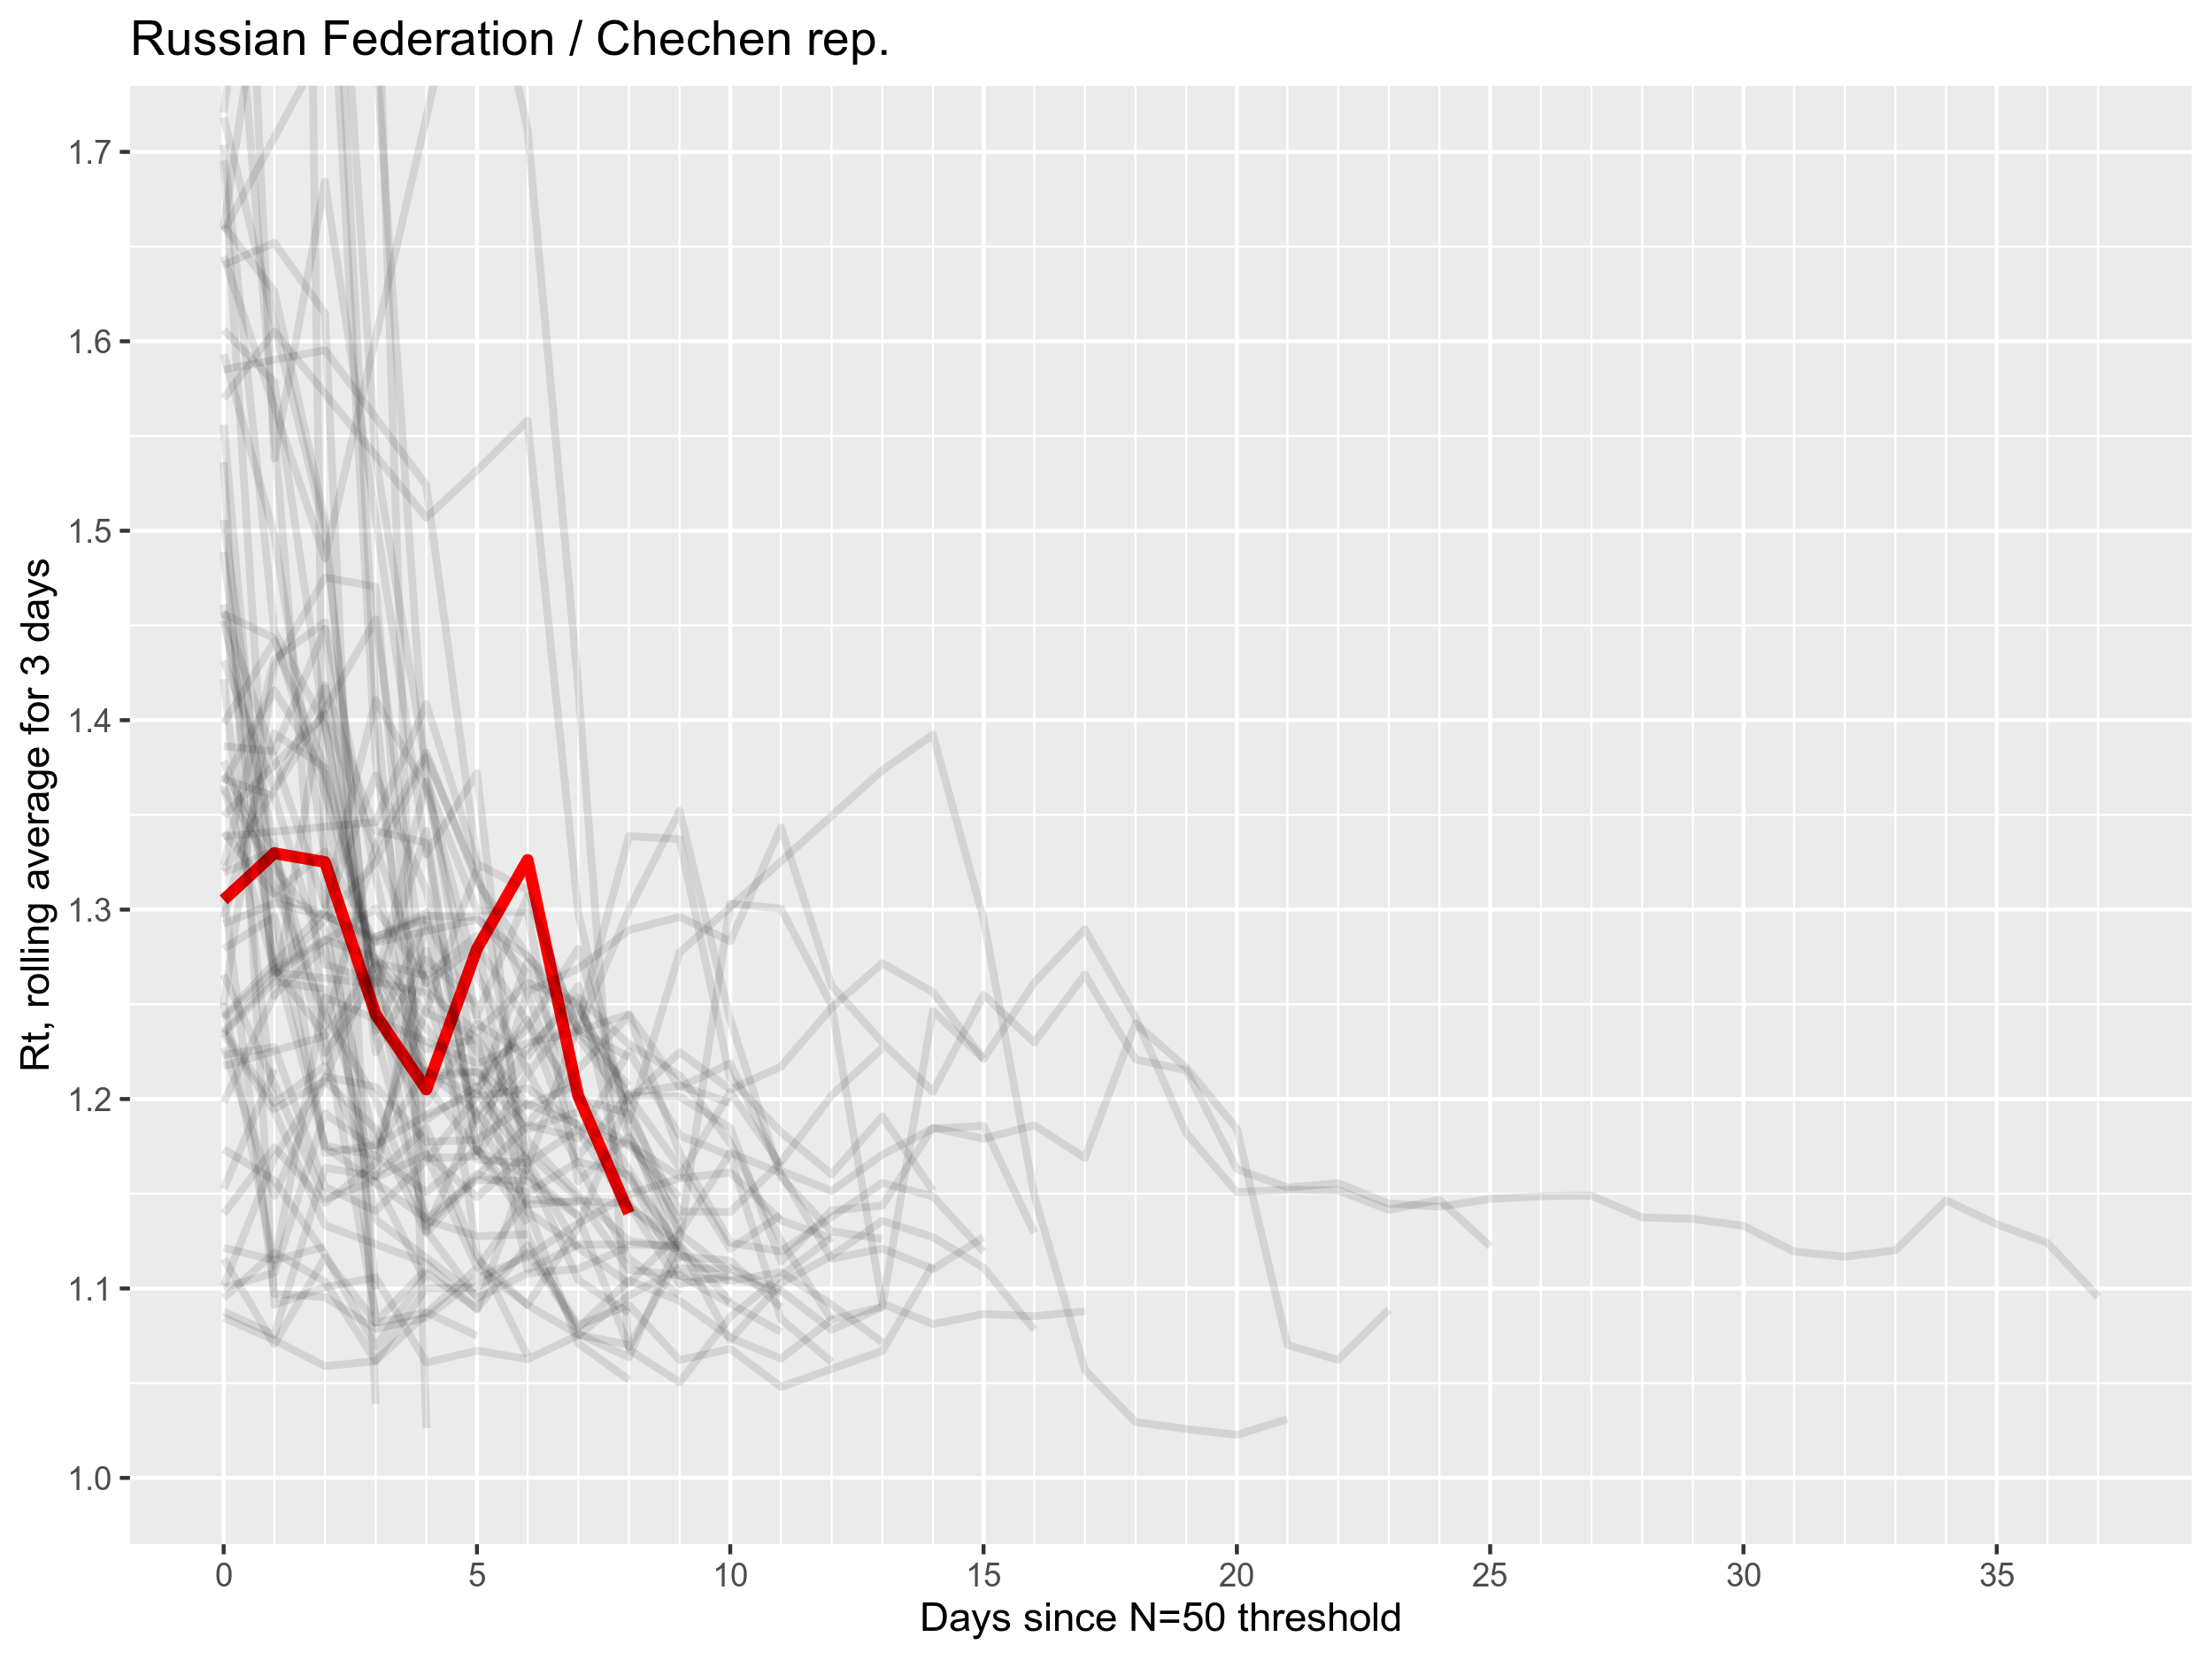 Russian Federation / Chechen rep.
Rt, rolling average for 3 days
1.7
1.6
1.5
1.4
1.3
1.2
1.1
1.0
0 5 10 15 20 25 30 35
Days since N=50 threshold